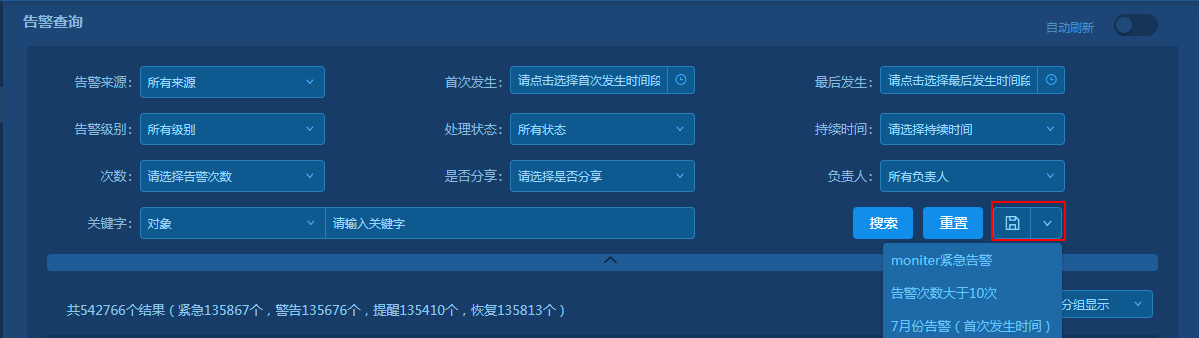 告警查询
自动刷新
告警来源: 所有来源 首次发生: 请点击选择首次发生时间段 最后发生: 请点击选择最后发生时间段
告警级别: 所有级别 处理状态: 所有状态 持续时间: 请选择持续时间
次数: 请选择告警次数 是否分享: 请选择是否分享 负责人: 所有负责人
关键字: 对象 请输入关键字 搜索 重置
moniter紧急告警
告警次数大于10次
共542766个结果（紧急135867个，警告135676个，提醒135410个，恢复135813个） 分组显示
7月份告警（首次发生时间）